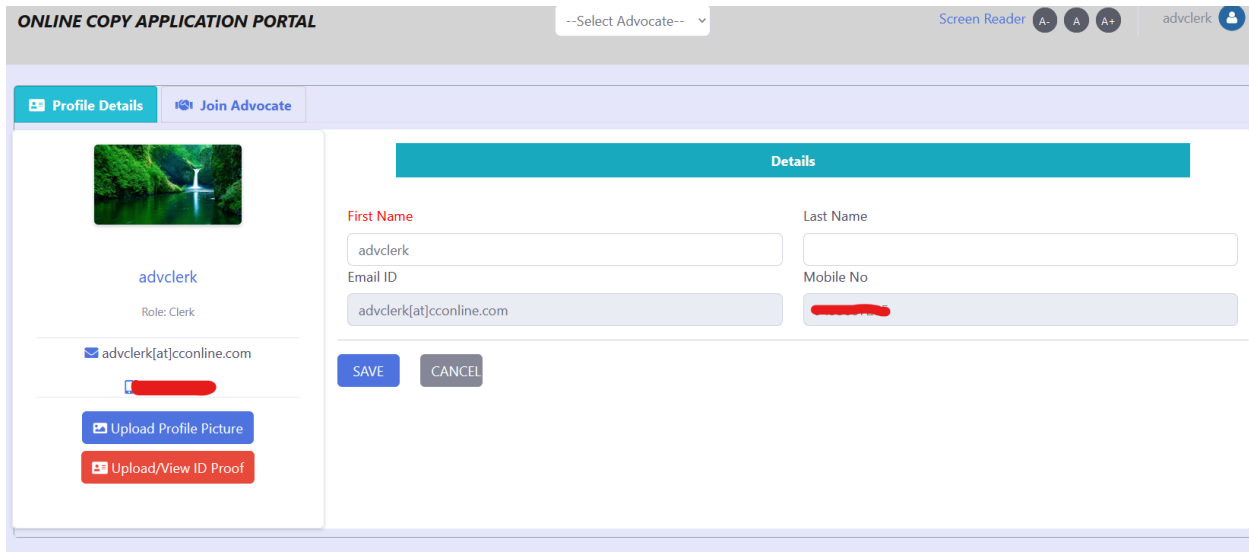 ONLINE COPY APPLICATION PORTAL
--Select Advocate--
Screen Reader A- A A+ advclerk
Profile Details
Join Advocate
advclerk
Role: Clerk
advclerk[at]cconline.com
Upload Profile Picture
Upload/View ID Proof
Details
First Name
advclerk
Last Name
Email ID
advclerk[at]cconline.com
Mobile No
SAVE
CANCEL